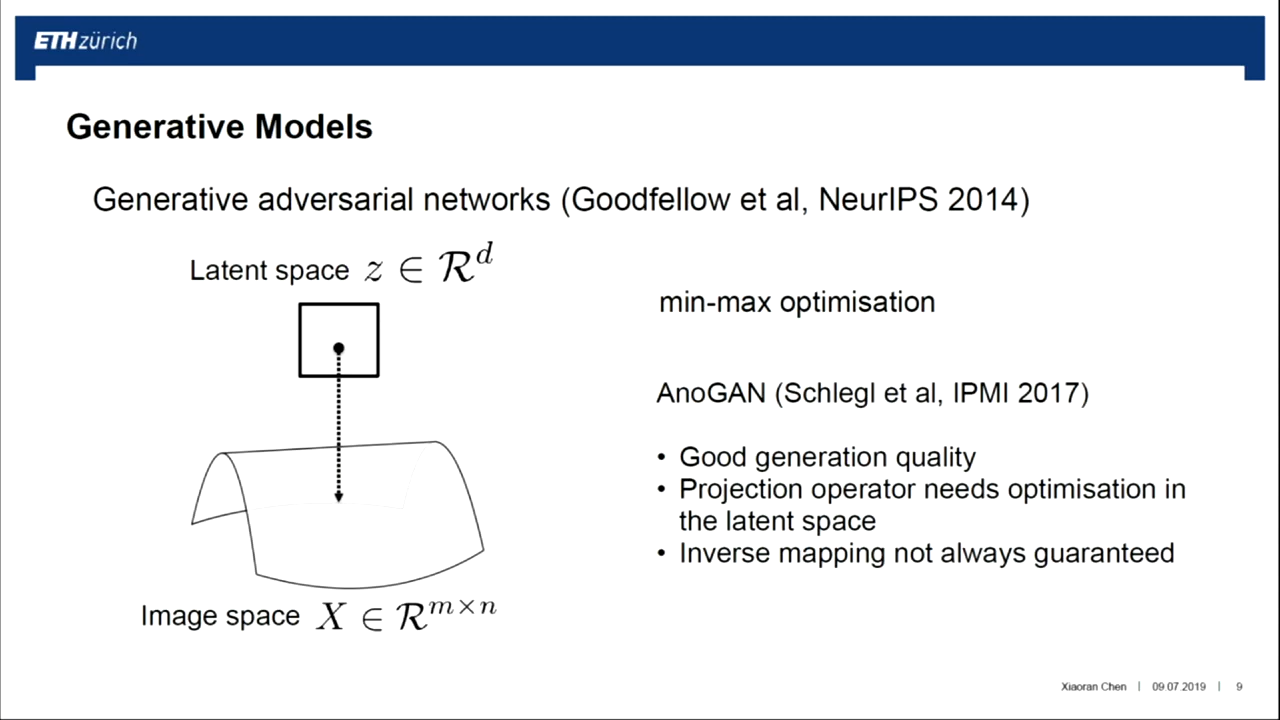 ETHzürich
Generative Models
Generative adversarial networks (Goodfellow et al, NeurIPS 2014)
Latent space z ∈ ℛ^d
min-max optimisation
AnoGAN (Schlegl et al, IPMI 2017)
• Good generation quality
• Projection operator needs optimisation in
the latent space
• Inverse mapping not always guaranteed
Image space X ∈ ℛ^{m×n}
Xiaoran Chen | 09.07.2019 | 9